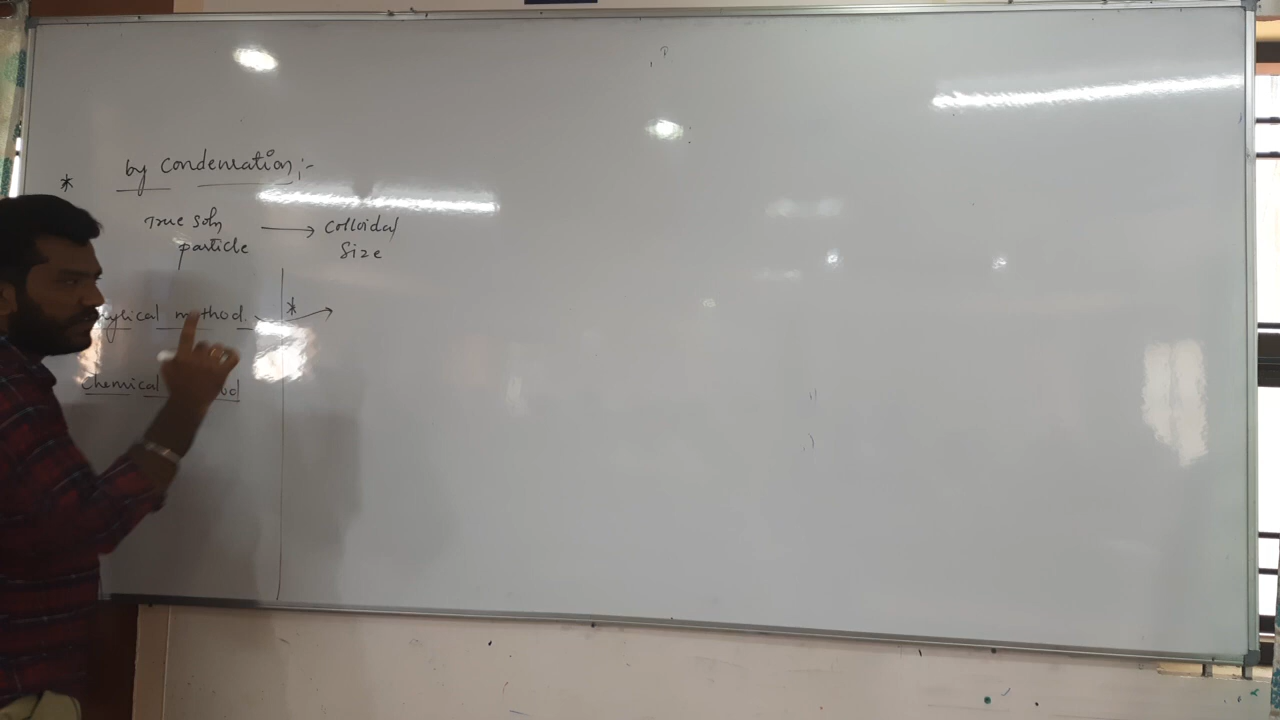 * by Condensation;-
True Soln → Colloidal
particle Size
method. * →
Chemical